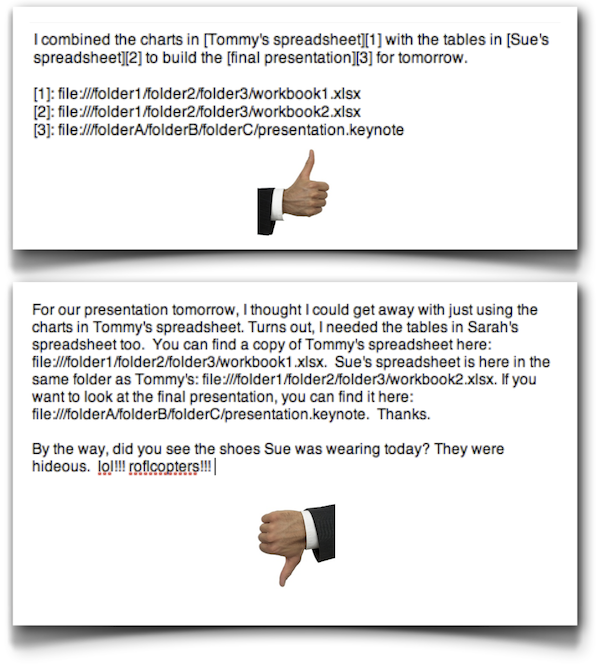 I combined the charts in [Tommy's spreadsheet][1] with the tables in [Sue's
spreadsheet][2] to build the [final presentation][3] for tomorrow.
[1]: file:///folder1/folder2/folder3/workbook1.xlsx
[2]: file:///folder1/folder2/folder3/workbook2.xlsx
[3]: file:///folderA/folderB/folderC/presentation.keynote
For our presentation tomorrow, I thought I could get away with just using the
charts in Tommy's spreadsheet. Turns out, I needed the tables in Sarah's
spreadsheet too.  You can find a copy of Tommy's spreadsheet here:
file:///folder1/folder2/folder3/workbook1.xlsx.  Sue's spreadsheet is here in the
same folder as Tommy's: file:///folder1/folder2/folder3/workbook2.xlsx. If you
want to look at the final presentation, you can find it here:
file:///folderA/folderB/folderC/presentation.keynote.  Thanks.
By the way, did you see the shoes Sue was wearing today? They were
hideous.  lol!!! roflcopters!!!